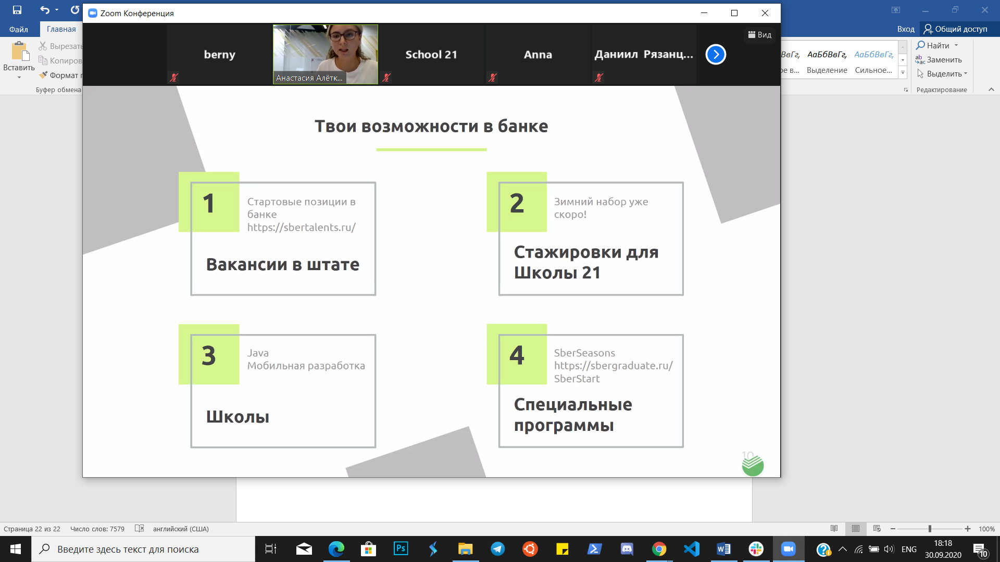 Zoom Конференция
Файл
Главная
Вход
Общий доступ
Вставить
Вырезать
Копиров
Формат
Буфер обмена
berny
Анастасия Алётк...
School 21
Anna
Даниил Рязанц...
Вид
АаБбВвГг,
АаБбВвГг,
Выделение
Сильное...
Найти
Заменить
Выделить
Редактирование
Твои возможности в банке
1
Стартовые позиции в
банке
https://sbertalents.ru/
Вакансии в штате
2
Зимний набор уже
скоро!
Стажировки для
Школы 21
3
Java
Мобильная разработка
Школы
4
SberSeasons
https://sbergraduate.ru/
SberStart
Специальные
программы
10
Страница 22 из 22
Число слов: 7579
английский (США)
100%
Введите здесь текст для поиска
Ps
ENG
18:18
30.09.2020
10